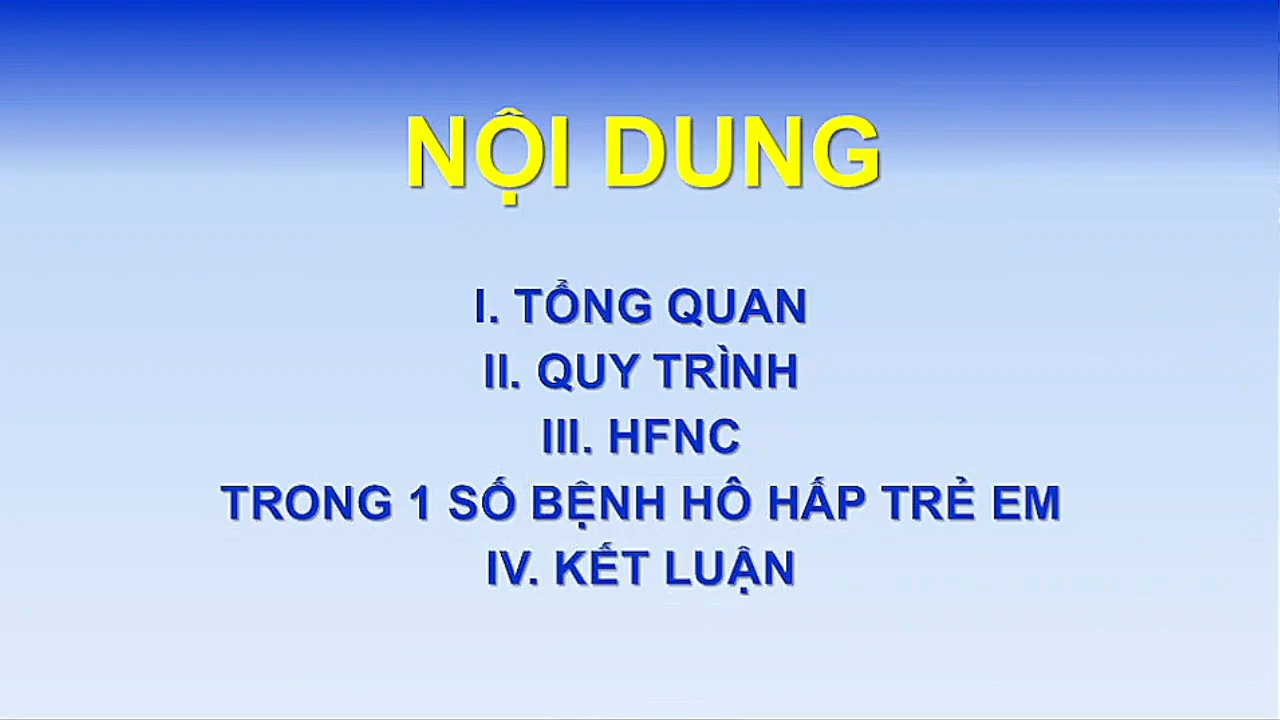 NỘI DUNG
I. TỔNG QUAN
II. QUY TRÌNH
III. HFNC
TRONG 1 SỐ BỆNH HÔ HẤP TRẺ EM
IV. KẾT LUẬN